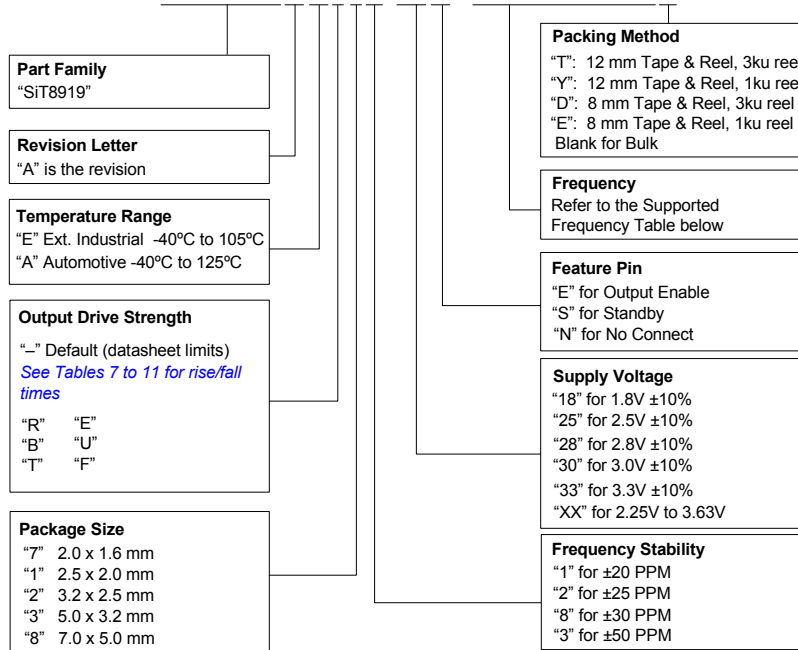 Part Family
“SiT8919”
Revision Letter
“A” is the revision
Temperature Range
“E” Ext. Industrial -40ºC to 105ºC
“A” Automotive -40ºC to 125ºC
Output Drive Strength
“–” Default (datasheet limits)
See Tables 7 to 11 for rise/fall
times
“R” “E”
“B” “U”
“T” “F”
Package Size
“7” 2.0 x 1.6 mm
“1” 2.5 x 2.0 mm
“2” 3.2 x 2.5 mm
“3” 5.0 x 3.2 mm
“8” 7.0 x 5.0 mm
Packing Method
“T”: 12 mm Tape & Reel, 3ku ree
“Y”: 12 mm Tape & Reel, 1ku ree
“D”: 8 mm Tape & Reel, 3ku reel
“E”: 8 mm Tape & Reel, 1ku reel
Blank for Bulk
Frequency
Refer to the Supported
Frequency Table below
Feature Pin
“E” for Output Enable
“S” for Standby
“N” for No Connect
Supply Voltage
“18” for 1.8V ±10%
“25” for 2.5V ±10%
“28” for 2.8V ±10%
“30” for 3.0V ±10%
“33” for 3.3V ±10%
“XX” for 2.25V to 3.63V
Frequency Stability
“1” for ±20 PPM
“2” for ±25 PPM
“8” for ±30 PPM
“3” for ±50 PPM